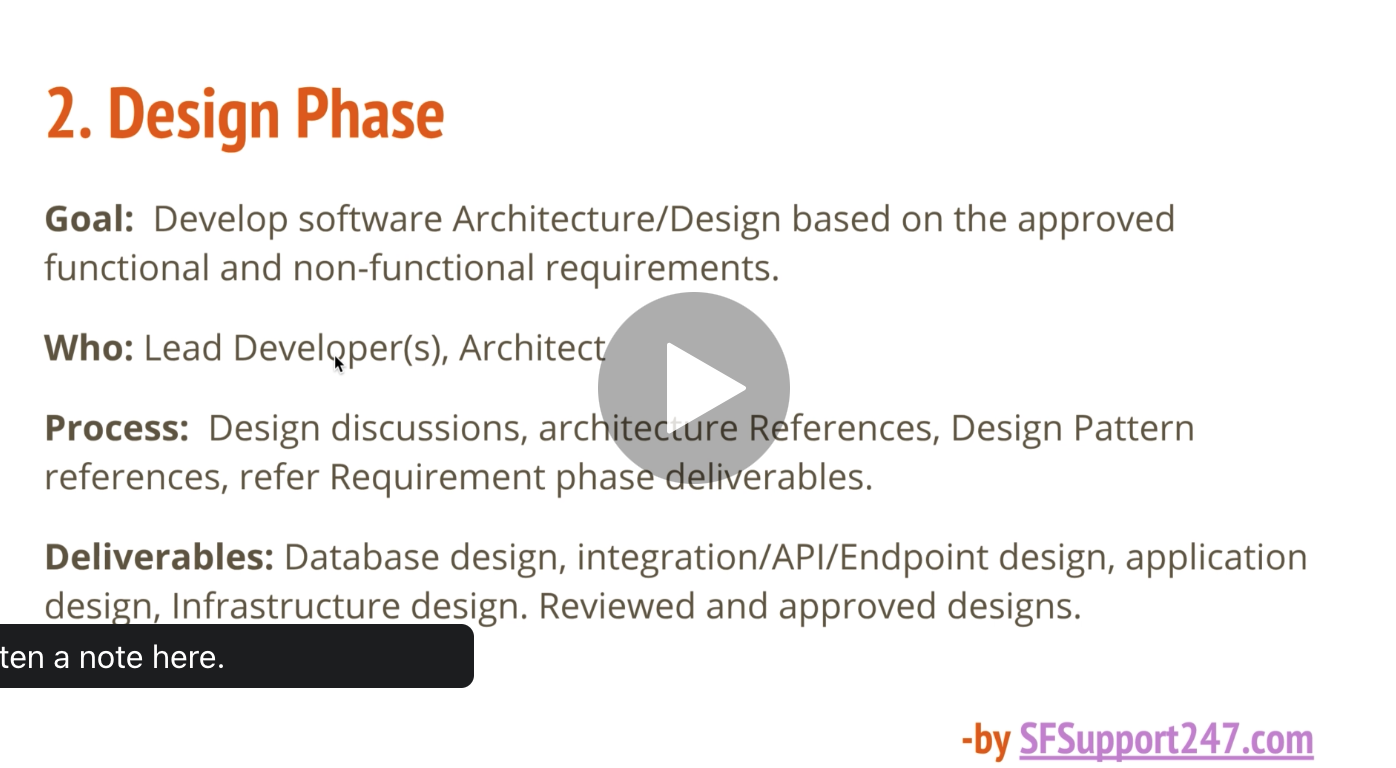 2. Design Phase
Goal: Develop software Architecture/Design based on the approved
functional and non-functional requirements.
Who: Lead Developer(s), Architect
Process: Design discussions, architecture References, Design Pattern
references, refer Requirement phase deliverables.
Deliverables: Database design, integration/API/Endpoint design, application
design, Infrastructure design. Reviewed and approved designs.
ten a note here.
-by SFSupport247.com